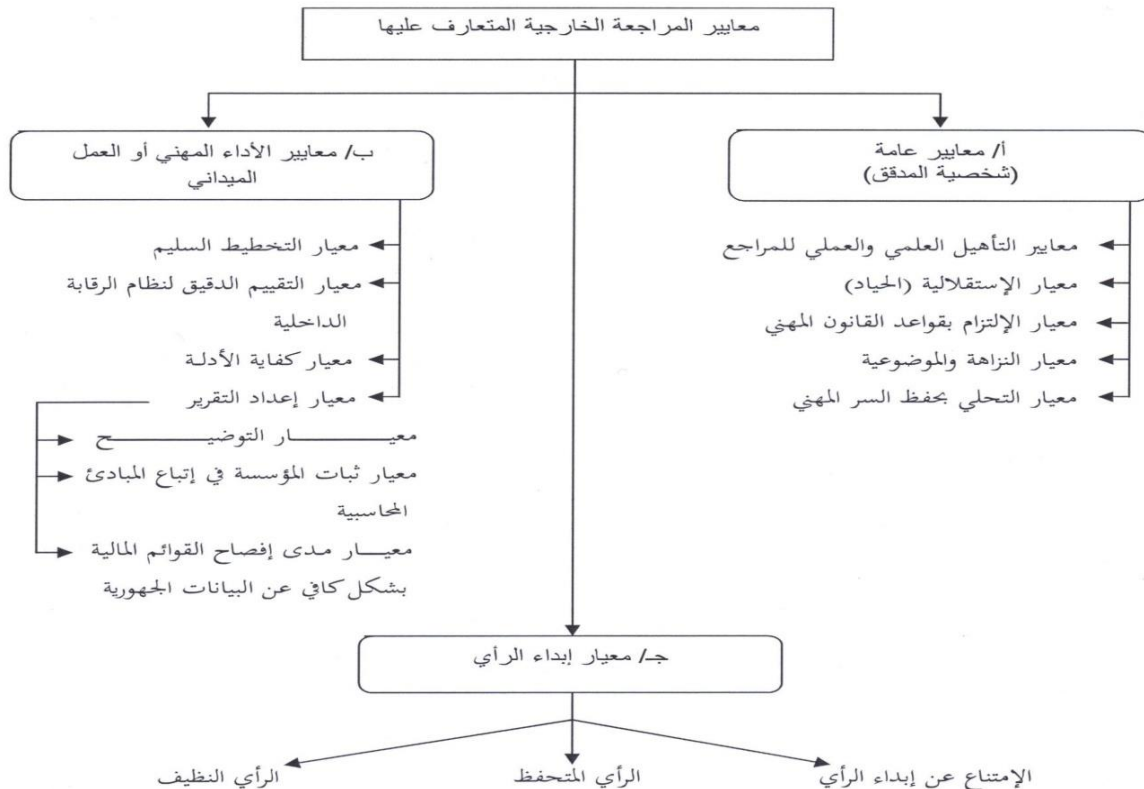 معايير المراجعة الخارجية المتعارف عليها
أ/ معايير عامة
(شخصية المدقق)
معايير التأهيل العلمي والعملي للمراجع
معيار الإستقلالية (الحياد)
معيار الإلتزام بقواعد القانون المهني
معيار النزاهة والموضوعية
معيار التحلي بحفظ السر المهني
ب/ معايير الأداء المهني أو العمل
الميداني
معيار التخطيط السليم
معيار التقييم الدقيق لنظام الرقابة
الداخلية
معيار كفاية الأدلة
معيار إعداد التقرير
معيـــــــار التوضيـــــــح
معيار ثبات المؤسسة في إتباع المبادئ
المحاسبية
معيـــار مدى إفصاح القوائم المالية
بشكل كافي عن البيانات الجهورية
جـ/ معيار إبداء الرأي
الإمتناع عن إبداء الرأي
الرأي المتحفظ
الرأي النظيف